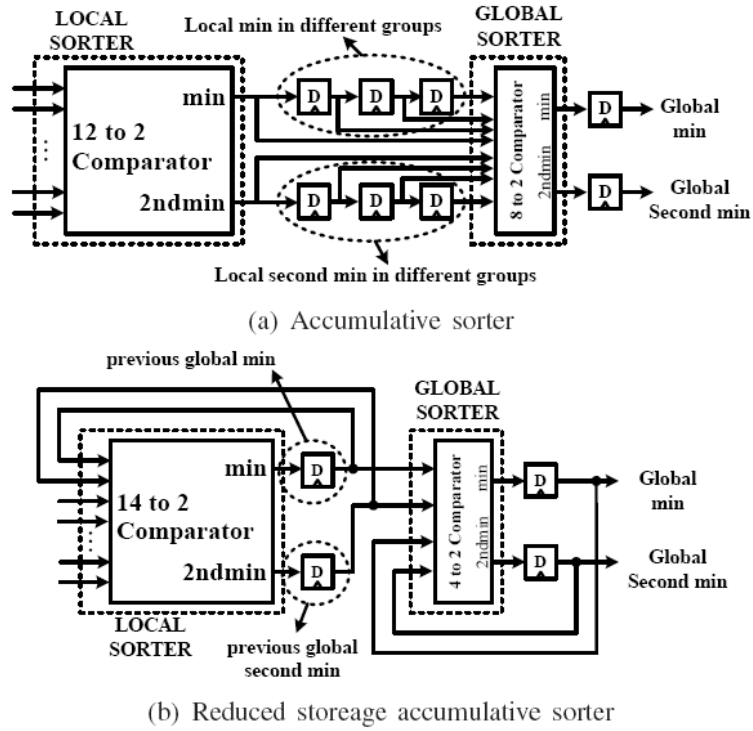 LOCAL
SORTER
Local min in different groups
GLOBAL
SORTER
min
D
D
D
12 to 2
Comparator
8 to 2 Comparator
min
2ndmin
D
Global
min
2ndmin
D
D
D
D
Global
Second min
Local second min in different groups
(a) Accumulative sorter
previous global min
GLOBAL
SORTER
min
D
14 to 2
Comparator
4 to 2 Comparator
min
2ndmin
D
Global
min
2ndmin
D
D
Global
Second min
LOCAL
SORTER
previous global
second min
(b) Reduced storeage accumulative sorter